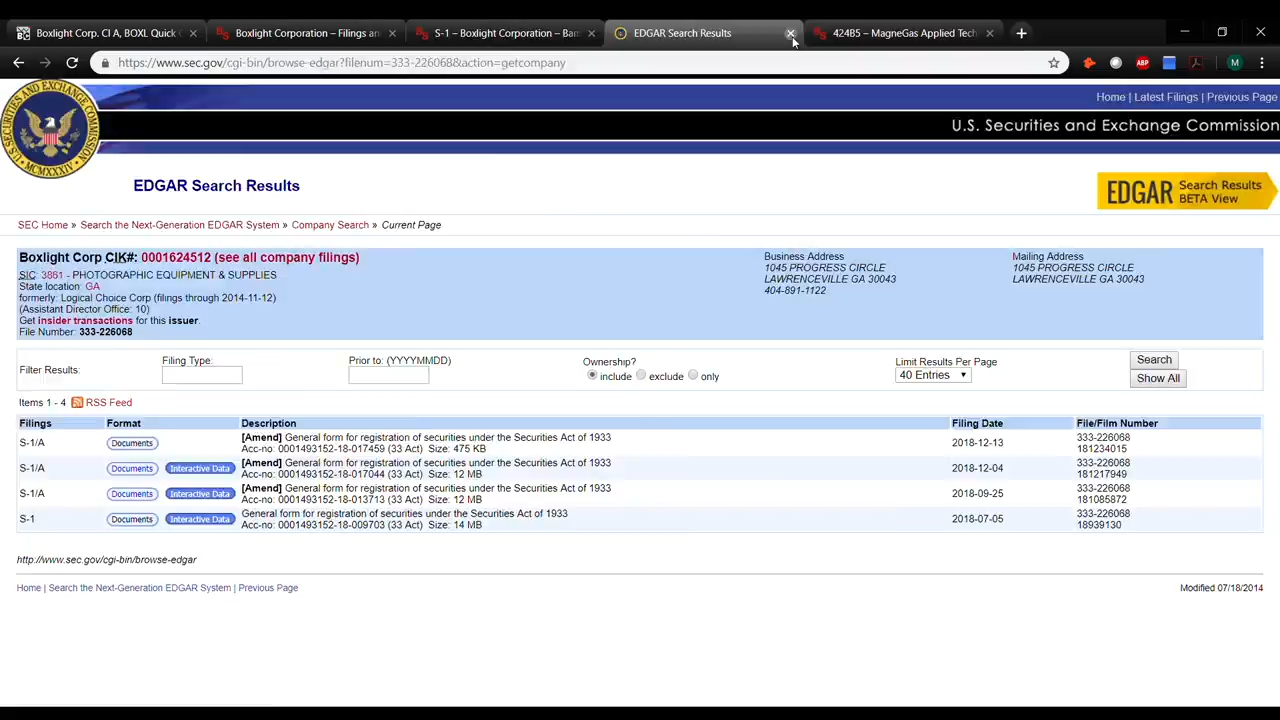 Boxlight Corp. CI A, BOXL Quick
Boxlight Corporation – Filings an
S-1 – Boxlight Corporation – Bam
EDGAR Search Results
424B5 – MagneGas Applied Tech
https://www.sec.gov/cgi-bin/browse-edgar?filenum=333-226068&action=getcompany
ABP
M
Home | Latest Filings | Previous Page
U.S. Securities and Exchange Commission
MCMXXXIV
EDGAR Search Results
EDGAR Search Results BETA View
SEC Home » Search the Next-Generation EDGAR System » Company Search » Current Page
Boxlight Corp CIK#: 0001624512 (see all company filings)
SIC: 3861 - PHOTOGRAPHIC EQUIPMENT & SUPPLIES
State location: GA
formerly: Logical Choice Corp (filings through 2014-11-12)
(Assistant Director Office: 10)
Get insider transactions for this issuer.
File Number: 333-226068
Business Address
1045 PROGRESS CIRCLE
LAWRENCEVILLE GA 30043
404-891-1122
Mailing Address
1045 PROGRESS CIRCLE
LAWRENCEVILLE GA 30043
Filter Results:
Filing Type:
Prior to: (YYYYMMDD)
Ownership?
include exclude only
Limit Results Per Page
40 Entries
Search
Show All
Items 1 - 4 RSS Feed
Filings Format Description Filing Date File/Film Number
S-1/A Documents [Amend] General form for registration of securities under the Securities Act of 1933 2018-12-13 333-226068
Acc-no: 0001493152-18-017459 (33 Act) Size: 475 KB 181234015
S-1/A Documents Interactive Data [Amend] General form for registration of securities under the Securities Act of 1933 2018-12-04 333-226068
Acc-no: 0001493152-18-017044 (33 Act) Size: 12 MB 181217949
S-1/A Documents Interactive Data [Amend] General form for registration of securities under the Securities Act of 1933 2018-09-25 333-226068
Acc-no: 0001493152-18-013713 (33 Act) Size: 12 MB 181085872
S-1 Documents Interactive Data General form for registration of securities under the Securities Act of 1933 2018-07-05 333-226068
Acc-no: 0001493152-18-009703 (33 Act) Size: 14 MB 18939130
http://www.sec.gov/cgi-bin/browse-edgar
Home | Search the Next-Generation EDGAR System | Previous Page
Modified 07/18/2014